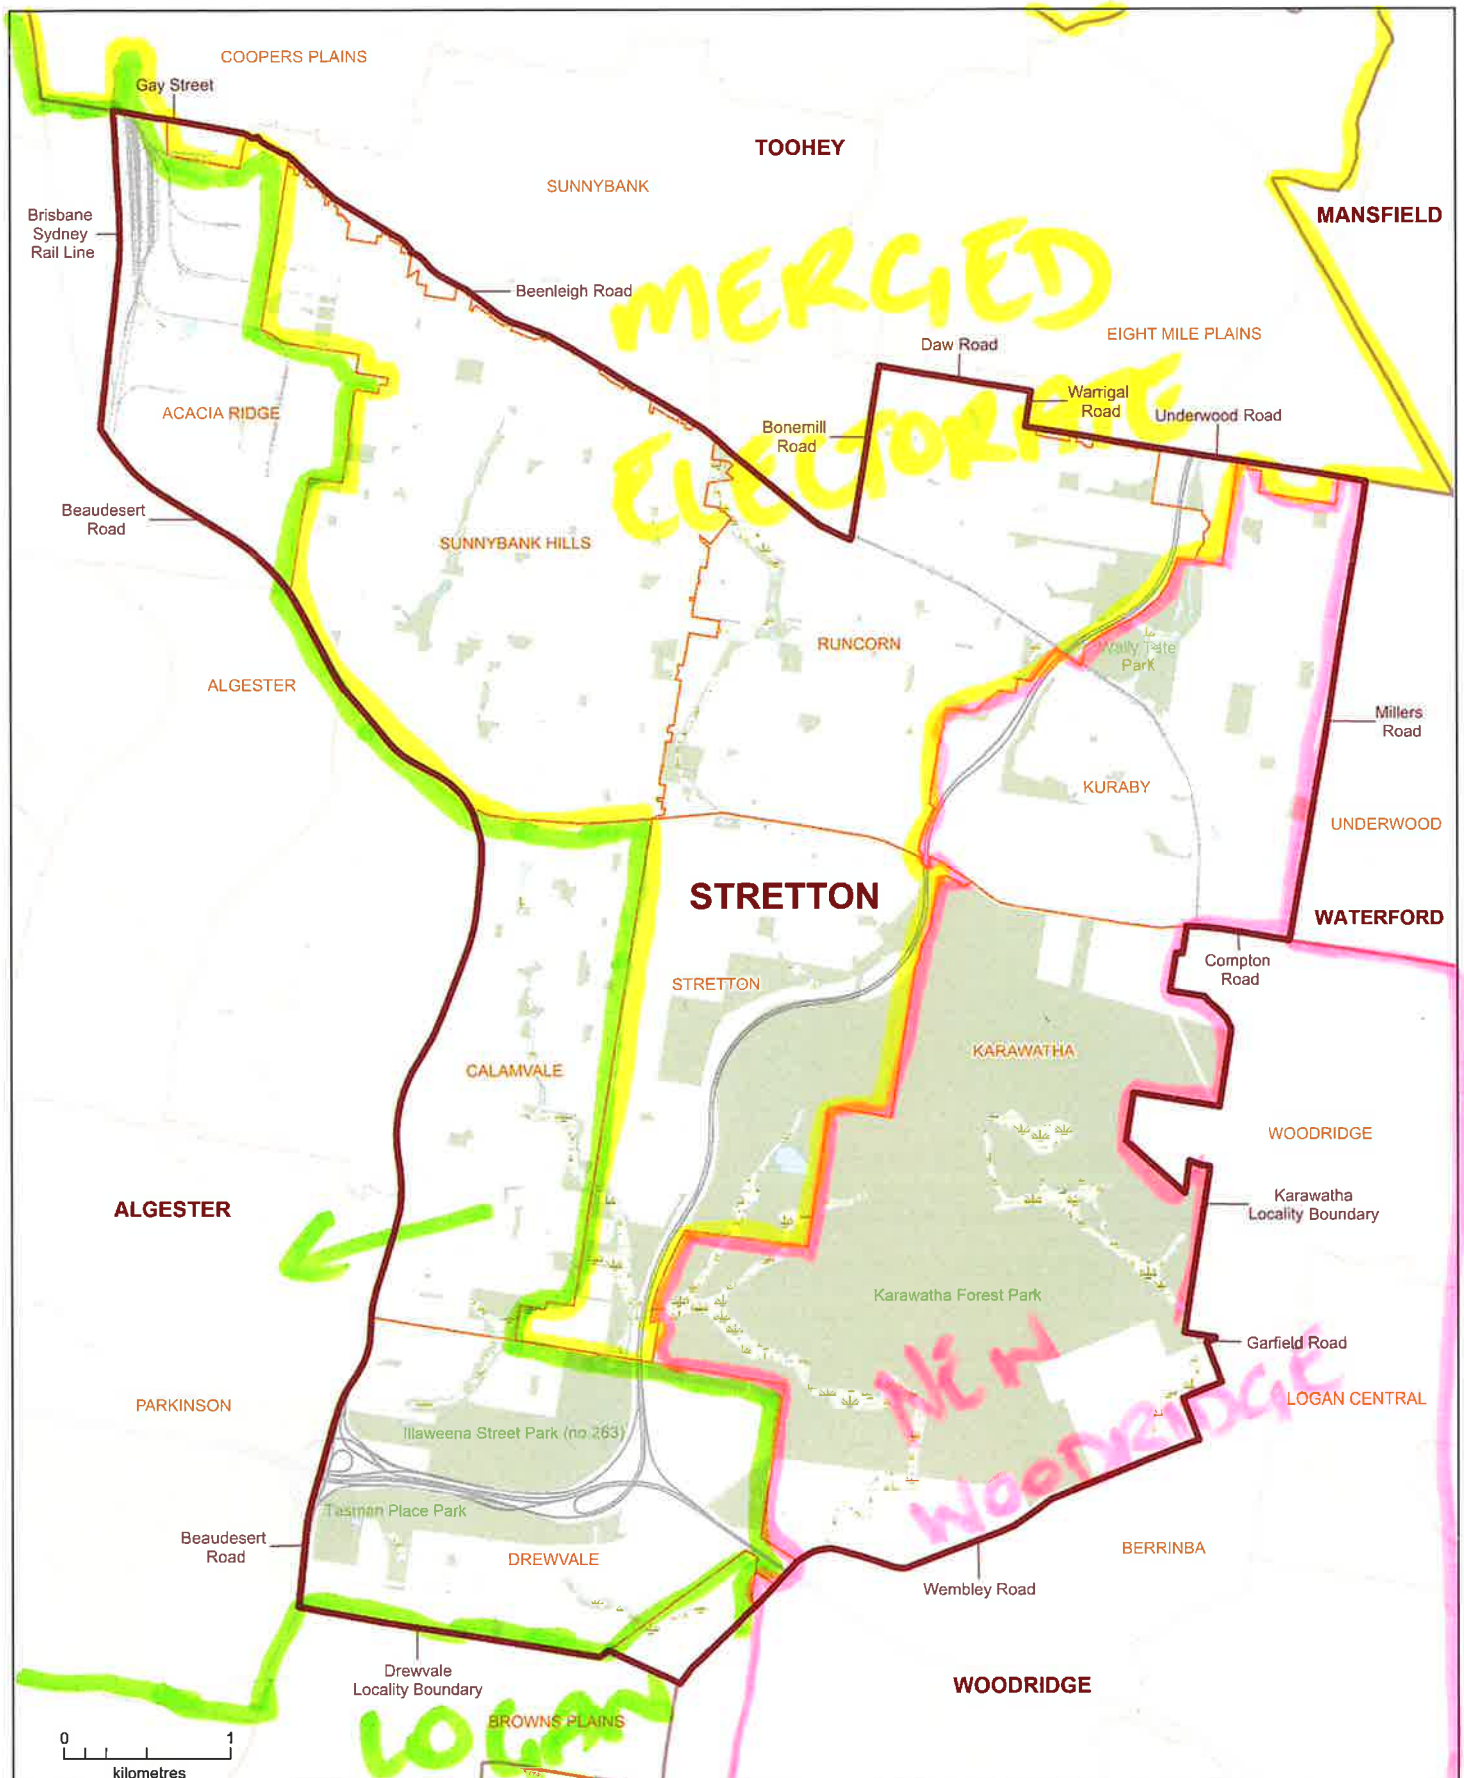 COOPERS PLAINS
Gay Street
TOOHEY
SUNNYBANK
MANSFIELD
Brisbane
Sydney
Rail Line
MERGED
Beenleigh Road
EIGHT MILE PLAINS
Daw Road
Warrigal
Road
ELECTORATE
ACACIA RIDGE
Bonemill
Road
Underwood Road
Beaudesert
Road
SUNNYBANK HILLS
RUNCORN
Wally Tate
Park
ALGESTER
Millers
Road
KURABY
UNDERWOOD
STRETTON
WATERFORD
Compton
Road
STRETTON
KARAWATHA
CALAMVALE
WOODRIDGE
ALGESTER
Karawatha
Locality Boundary
Karawatha Forest Park
Garfield Road
NEW
WOODRIDGE
LOGAN CENTRAL
PARKINSON
Illaweena Street Park (no 263)
Tasman Place Park
Beaudesert
Road
DREWVALE
BERRINBA
Wembley Road
Drewvale
Locality Boundary
WOODRIDGE
LOGAN
BROWNS PLAINS
0 1
kilometres